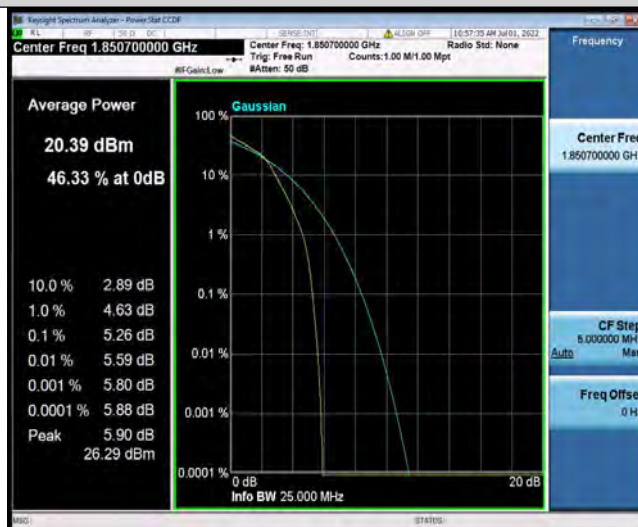 Keysight Spectrum Analyzer - Power Stat CCDF
RL RF 50 Ω DC SENSE:INT ALIGN OFF 10:57:35 AM Jul 01, 2022
Center Freq 1.850700000 GHz
Center Freq: 1.850700000 GHz
Radio Std: None
Trig: Free Run
Counts:1.00 M/1.00 Mpt
#IFGain:Low
#Atten: 50 dB
Frequency
Average Power
20.39 dBm
46.33 % at 0dB
10.0 % 2.89 dB
1.0 % 4.63 dB
0.1 % 5.26 dB
0.01 % 5.59 dB
0.001 % 5.80 dB
0.0001 % 5.88 dB
Peak 5.90 dB
26.29 dBm
Gaussian
100 %
10 %
1 %
0.1 %
0.01 %
0.001 %
0.0001 %
0 dB
20 dB
Info BW 25.000 MHz
Center Freq
1.850700000 GH
CF Step
5.000000 MH
Auto Man
Freq Offse
0 H
MSG
STATUS